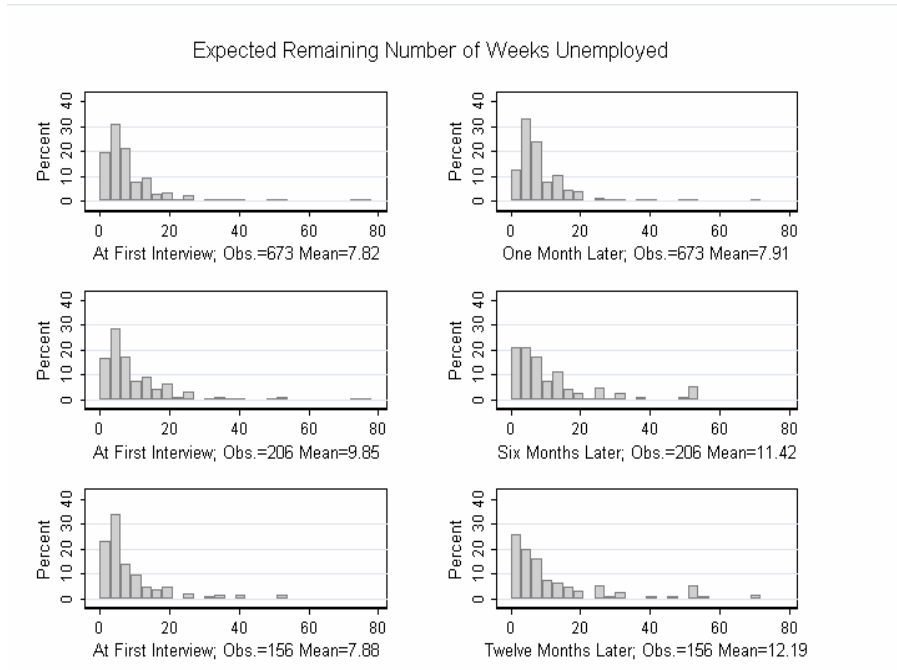 Expected Remaining Number of Weeks Unemployed
Percent
0 10 20 30 40
0 20 40 60 80
At First Interview; Obs.=673 Mean=7.82
Percent
0 10 20 30 40
0 20 40 60 80
One Month Later; Obs.=673 Mean=7.91
Percent
0 10 20 30 40
0 20 40 60 80
At First Interview; Obs.=206 Mean=9.85
Percent
0 10 20 30 40
0 20 40 60 80
Six Months Later; Obs.=206 Mean=11.42
Percent
0 10 20 30 40
0 20 40 60 80
At First Interview; Obs.=156 Mean=7.88
Percent
0 10 20 30 40
0 20 40 60 80
Twelve Months Later; Obs.=156 Mean=12.19